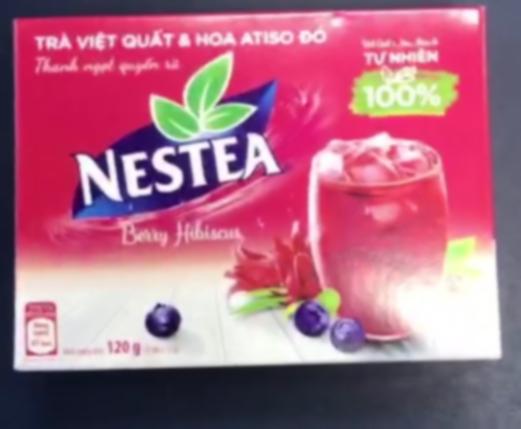 TRÀ VIỆT QUẤT & HOA ATISO ĐỎ
Thanh ngọt quyến rũ
TỰ NHIÊN
100%
NESTEA
Berry Hibiscus
120 g